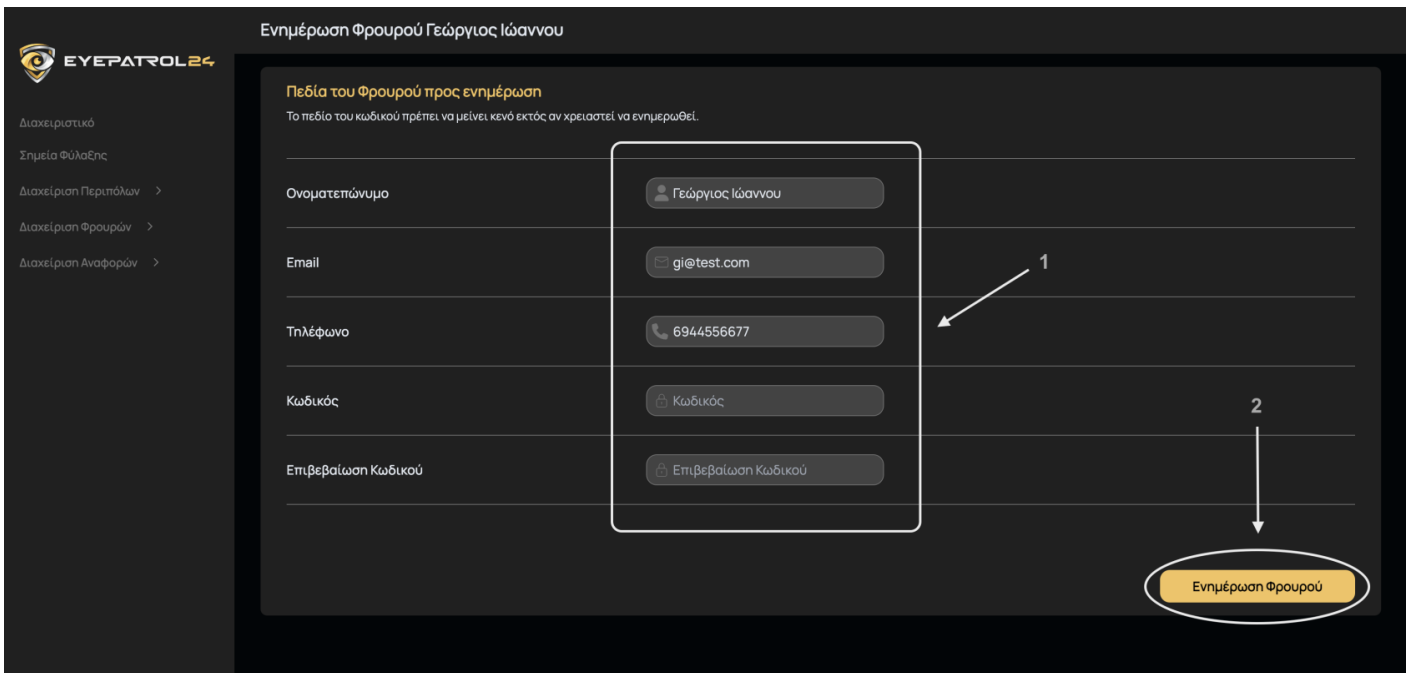 Ενημέρωση Φρουρού Γεώργιος Ιώαννου
EYEPATROL24
Διαχειριστικό
Σημεία Φύλαξης
Διαχείριση Περιπόλων
Διαχείριση Φρουρών
Διαχείριση Αναφορών
Πεδία του Φρουρού προς ενημέρωση
Το πεδίο του κωδικού πρέπει να μείνει κενό εκτός αν χρειαστεί να ενημερωθεί.
Ονοματεπώνυμο Γεώργιος Ιώαννου
Email gi@test.com
1
Τηλέφωνο 6944556677
Κωδικός Κωδικός
2
Επιβεβαίωση Κωδικού Επιβεβαίωση Κωδικού
Ενημέρωση Φρουρού